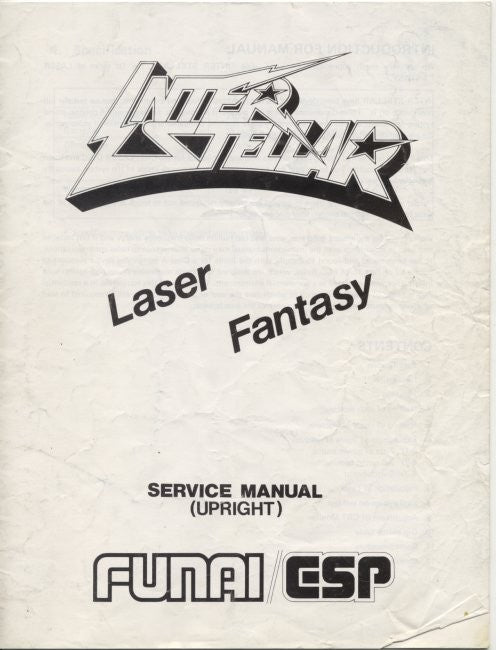 INTER
STELLAR
Laser
Fantasy
SERVICE MANUAL
(UPRIGHT)
FUNAI/ESP